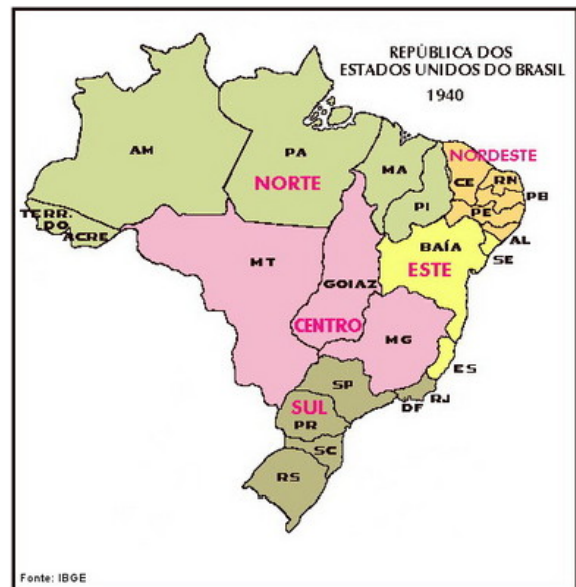 REPÚBLICA DOS
ESTADOS UNIDOS DO BRASIL
1940
AM
PA
NORTE
MA
NORDESTE
CE
RN
PB
PI
PE
AL
SE
TERR.
DO
ACRE
MT
GOIAZ
BAÍA
ESTE
CENTRO
MG
ES
SP
RJ
DF
SUL
PR
SC
RS
Fonte: IBGE